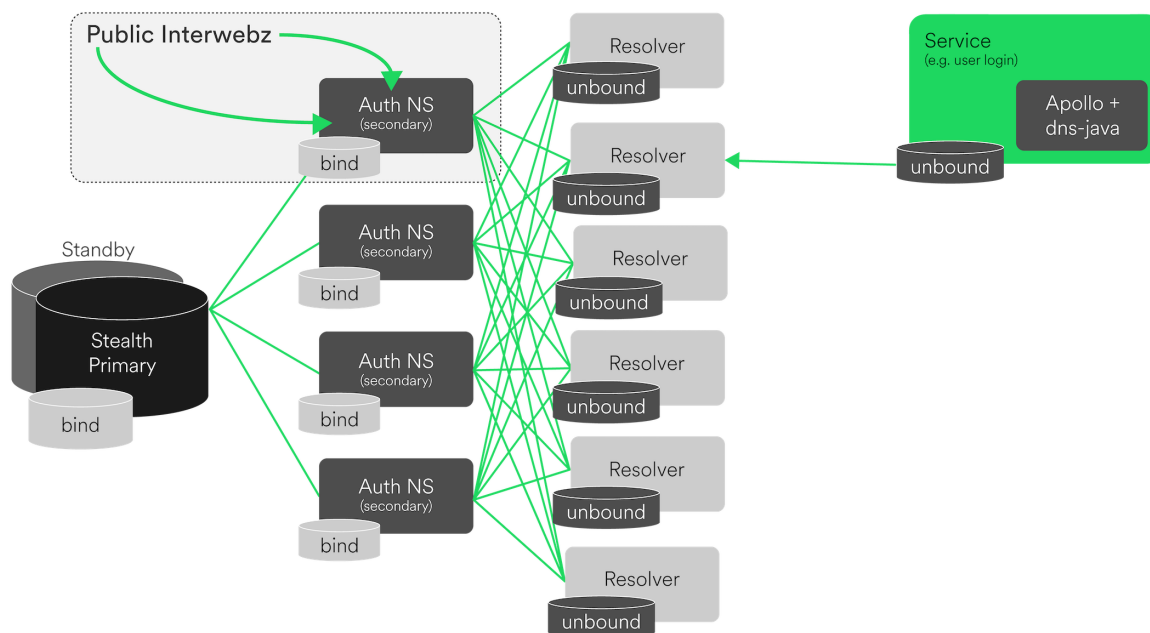 Public Interwebz
Auth NS
(secondary)
bind
Auth NS
(secondary)
bind
Auth NS
(secondary)
bind
Auth NS
(secondary)
bind
Standby
Stealth
Primary
bind
Resolver
unbound
Resolver
unbound
Resolver
unbound
Resolver
unbound
Resolver
unbound
Resolver
unbound
Service
(e.g. user login)
Apollo +
dns-java
unbound